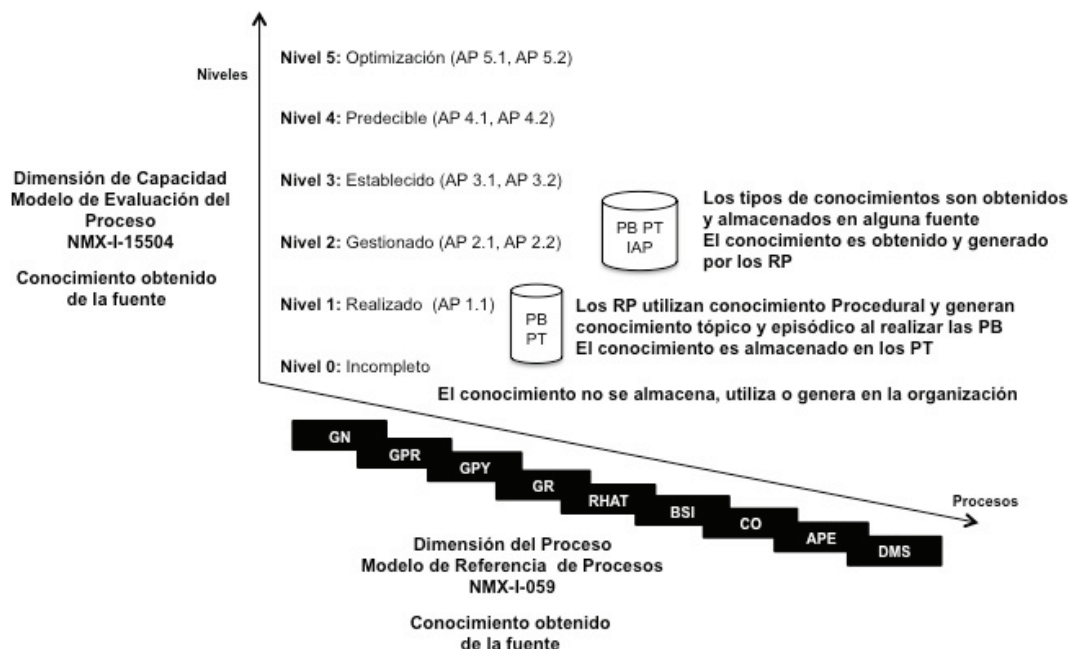 Niveles
Nivel 5: Optimización (AP 5.1, AP 5.2)
Nivel 4: Predecible (AP 4.1, AP 4.2)
Nivel 3: Establecido (AP 3.1, AP 3.2)
Nivel 2: Gestionado (AP 2.1, AP 2.2)
Nivel 1: Realizado (AP 1.1)
Nivel 0: Incompleto
Dimensión de Capacidad
Modelo de Evaluación del
Proceso
NMX-I-15504
Conocimiento obtenido
de la fuente
PB PT
IAP
Los tipos de conocimientos son obtenidos
y almacenados en alguna fuente
El conocimiento es obtenido y generado
por los RP
PB
PT
Los RP utilizan conocimiento Procedural y generan
conocimiento tópico y episódico al realizar las PB
El conocimiento es almacenado en los PT
El conocimiento no se almacena, utiliza o genera en la organización
GN
GPR
GPY
GR
RHAT
BSI
CO
APE
DMS
Procesos
Dimensión del Proceso
Modelo de Referencia de Procesos
NMX-I-059
Conocimiento obtenido
de la fuente